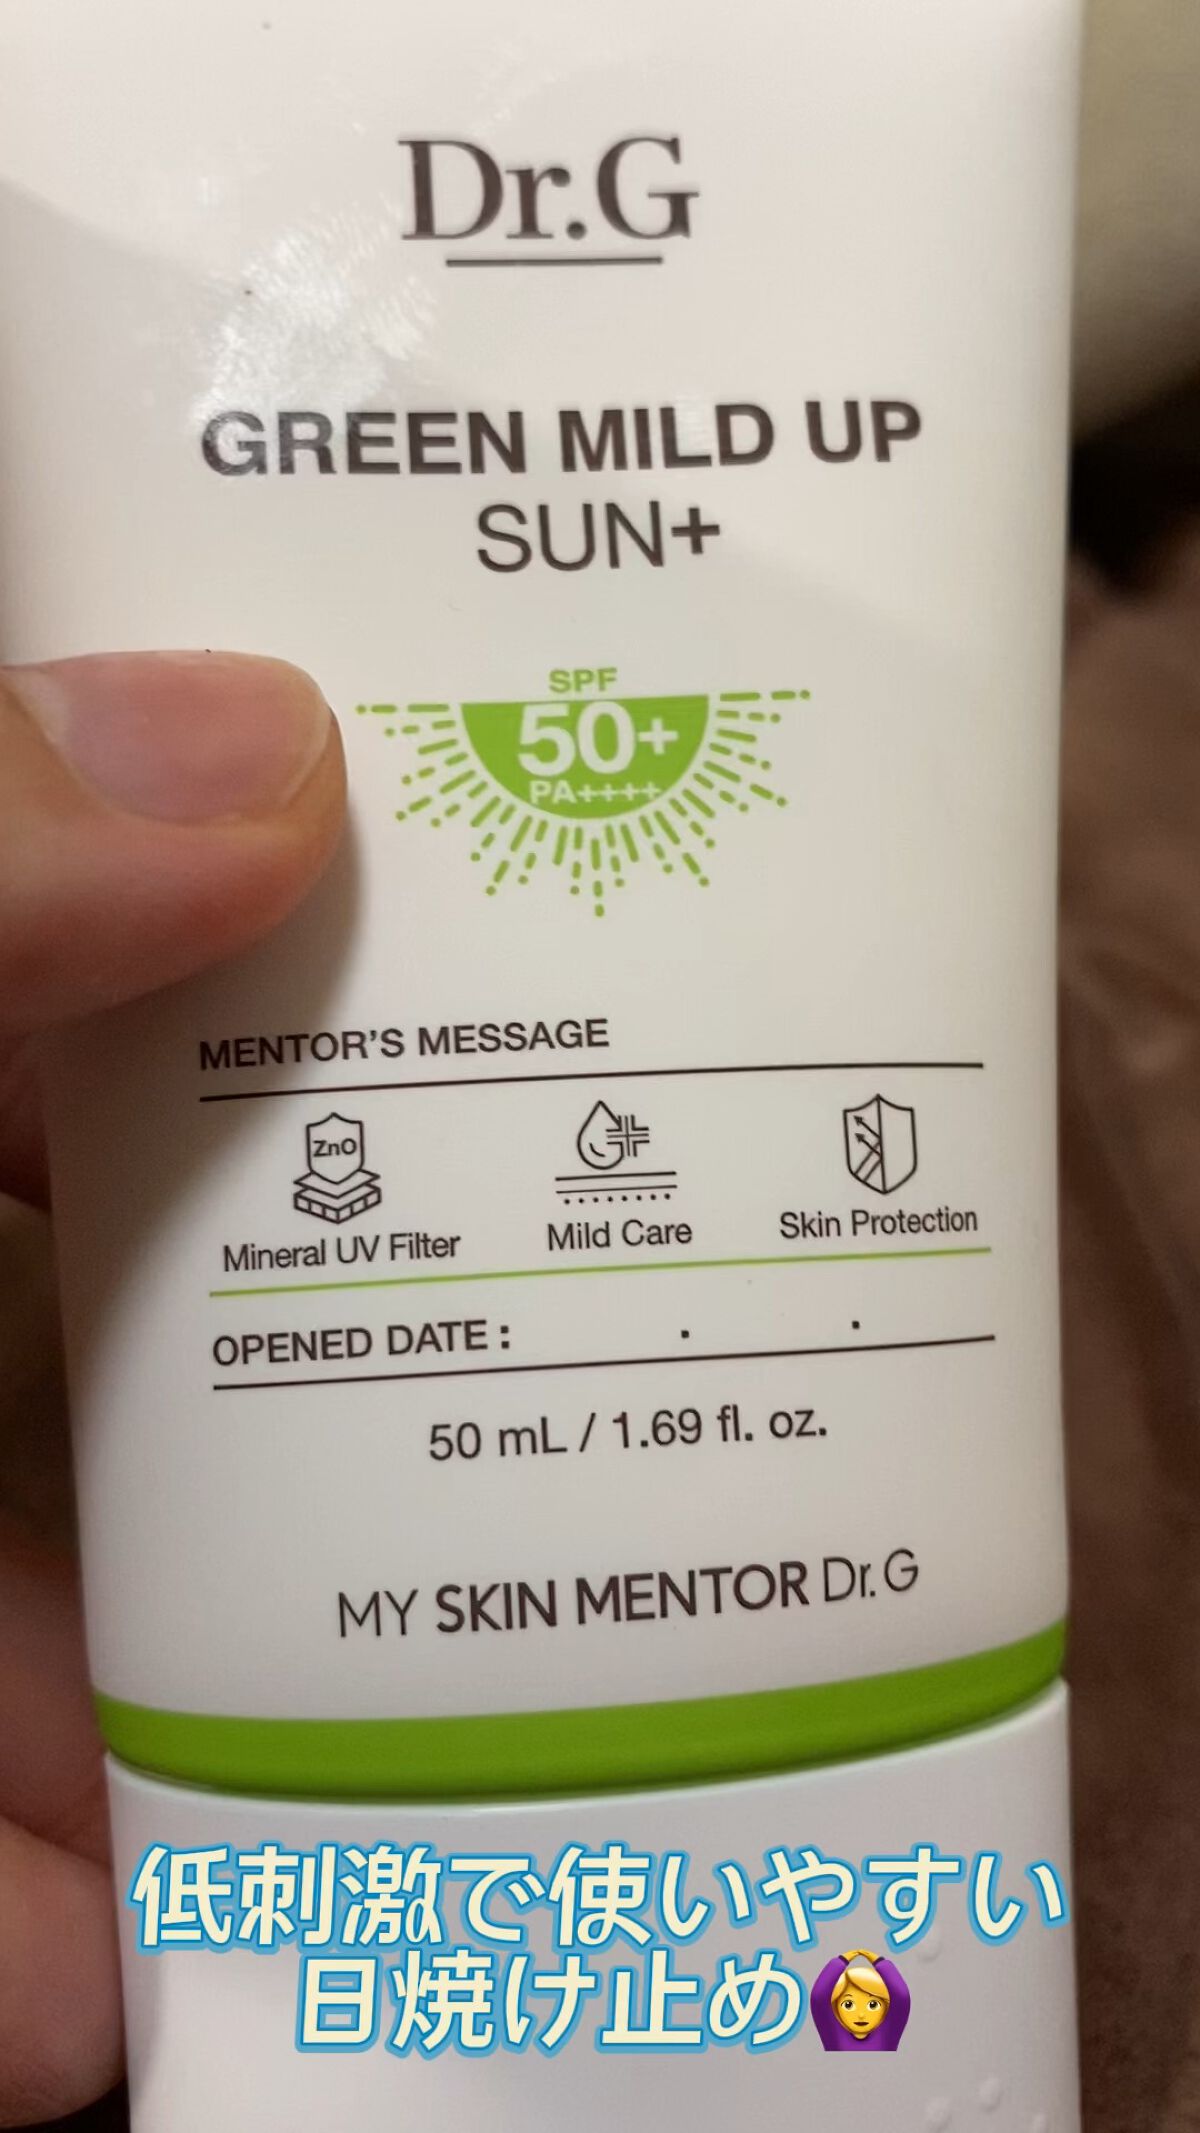 Dr.G
GREEN MILD UP
SUN+
SPF
50+
PA++++
MENTOR'S MESSAGE
ZnO
Mineral UV Filter
Mild Care
Skin Protection
OPENED DATE : . .
50 mL / 1.69 fl. oz.
MY SKIN MENTOR Dr.G
低刺激で使いやすい
日焼け止め🙆‍♀️